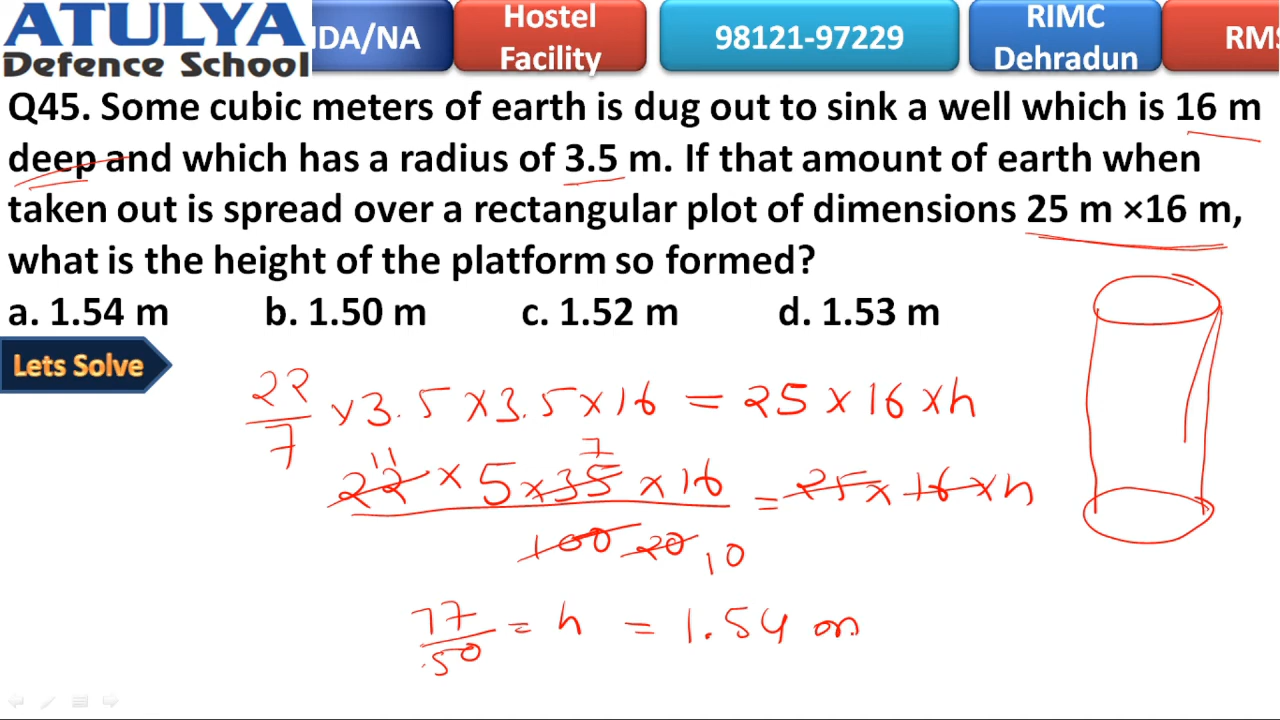 ATULYA
Defence School
IDA/NA
Hostel
Facility
98121-97229
RIMC
Dehradun
RMS
Q45. Some cubic meters of earth is dug out to sink a well which is 16 m
deep and which has a radius of 3.5 m. If that amount of earth when
taken out is spread over a rectangular plot of dimensions 25 m ×16 m,
what is the height of the platform so formed?
a. 1.54 m b. 1.50 m c. 1.52 m d. 1.53 m
Lets Solve
22/7 × 3.5 × 3.5 × 16 = 25 × 16 × h
11 7
22 × 5 × 35 × 16 = 25 × 16 × h
100 20 10
77/50 = h = 1.54 m